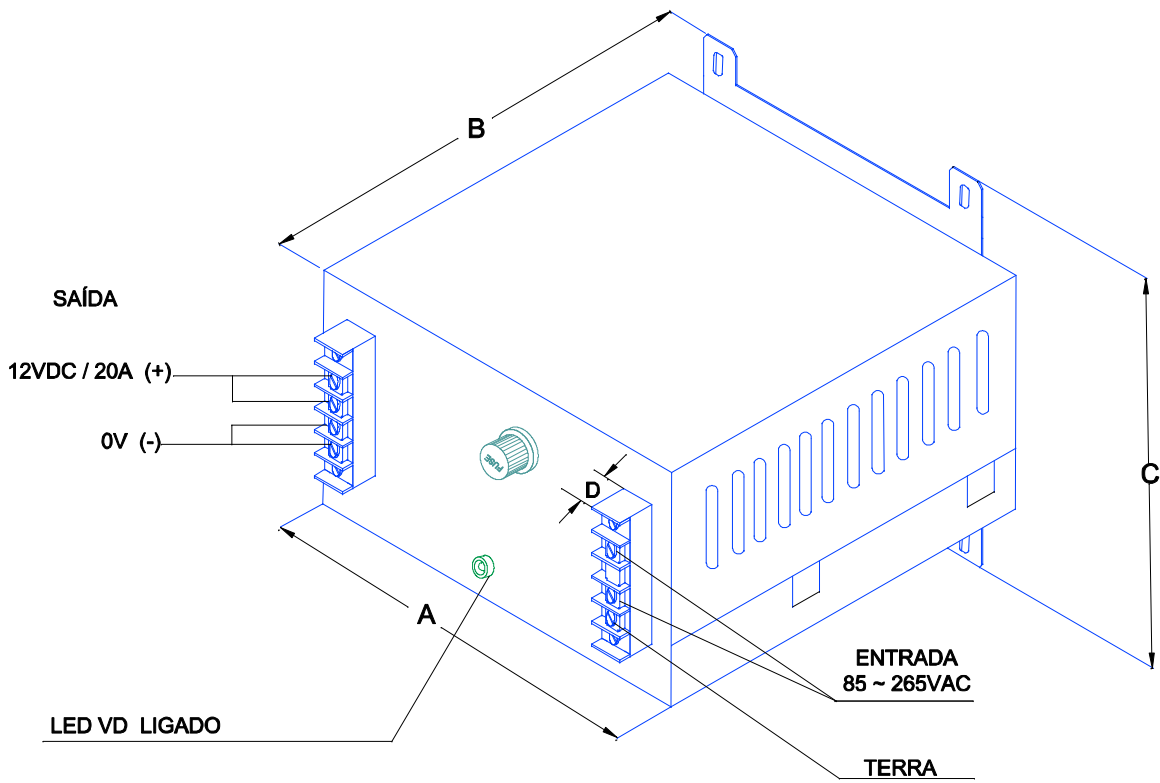 B
SAÍDA
12VDC / 20A (+)
0V (-)
FUSE
D
C
A
ENTRADA
85 ~ 265VAC
LED VD LIGADO
TERRA